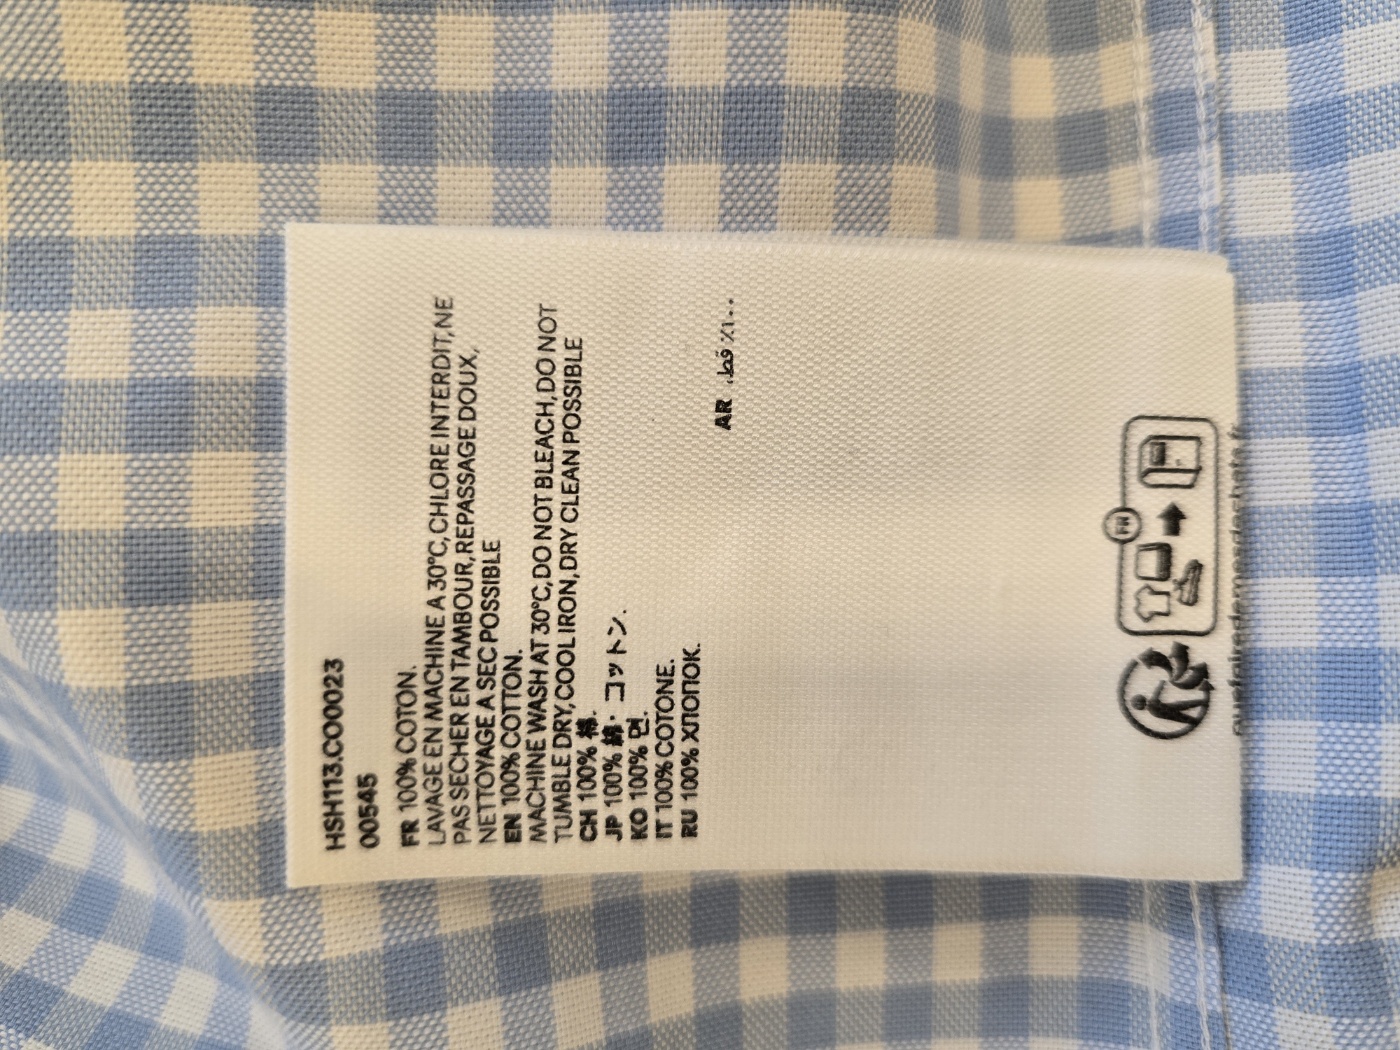 HSH113.CO0023
00545
FR 100% COTON.
LAVAGE EN MACHINE A 30°C, CHLORE INTERDIT, NE
PAS SECHER EN TAMBOUR, REPASSAGE DOUX,
NETTOYAGE A SEC POSSIBLE
EN 100% COTTON.
MACHINE WASH AT 30°C, DO NOT BLEACH, DO NOT
TUMBLE DRY, COOL IRON, DRY CLEAN POSSIBLE
CH 100% 棉.
JP 100% 綿・コットン.
KO 100% 면.
IT 100% COTONE.
RU 100% ХЛОПОК.
AR ٪١٠٠
FR